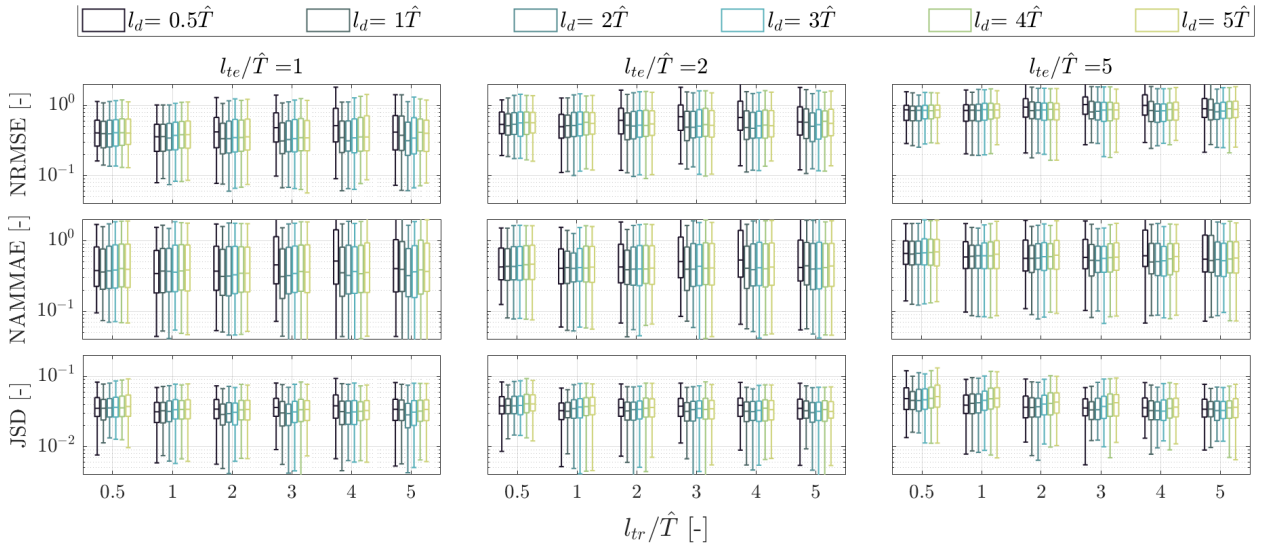 l_d= 0.5T̂ l_d= 1T̂ l_d= 2T̂ l_d= 3T̂ l_d= 4T̂ l_d= 5T̂
l_te/T̂ =1 l_te/T̂ =2 l_te/T̂ =5
NRMSE [-]
10^0
10^-1
NAMMAE [-]
10^0
10^-1
JSD [-]
10^-1
10^-2
0.5 1 2 3 4 5 0.5 1 2 3 4 5 0.5 1 2 3 4 5
l_tr/T̂ [-]